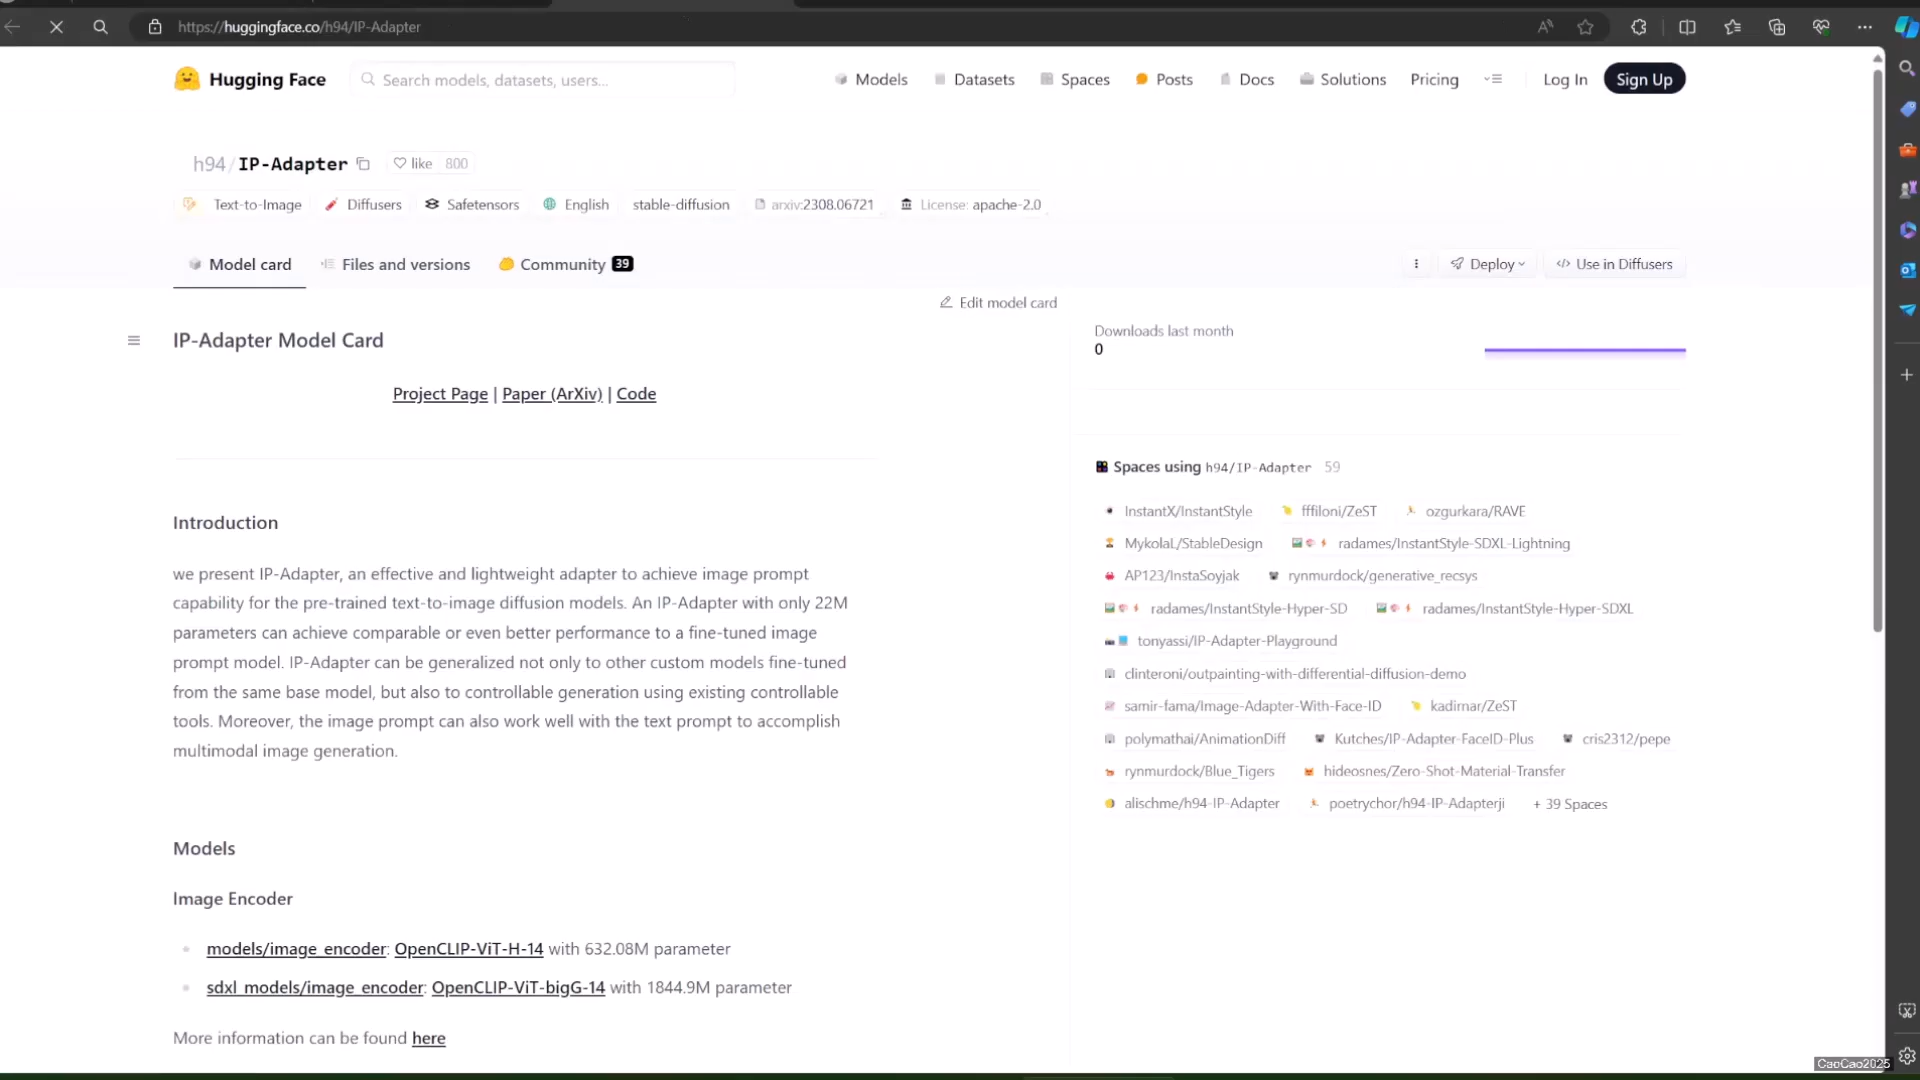 https://huggingface.co/h94/IP-Adapter
Hugging Face
Search models, datasets, users...
Models
Datasets
Spaces
Posts
Docs
Solutions
Pricing
Log In
Sign Up
h94/IP-Adapter
like 800
Text-to-Image
Diffusers
Safetensors
English
stable-diffusion
arxiv:2308.06721
License: apache-2.0
Model card
Files and versions
Community 39
Deploy
</> Use in Diffusers
Edit model card
IP-Adapter Model Card
Project Page | Paper (ArXiv) | Code
Introduction
we present IP-Adapter, an effective and lightweight adapter to achieve image prompt
capability for the pre-trained text-to-image diffusion models. An IP-Adapter with only 22M
parameters can achieve comparable or even better performance to a fine-tuned image
prompt model. IP-Adapter can be generalized not only to other custom models fine-tuned
from the same base model, but also to controllable generation using existing controllable
tools. Moreover, the image prompt can also work well with the text prompt to accomplish
multimodal image generation.
Models
Image Encoder
models/image_encoder: OpenCLIP-ViT-H-14 with 632.08M parameter
sdxl_models/image_encoder: OpenCLIP-ViT-bigG-14 with 1844.9M parameter
More information can be found here
Downloads last month
0
Spaces using h94/IP-Adapter 59
InstantX/InstantStyle
fffiloni/ZeST
ozgurkara/RAVE
MykolaL/StableDesign
radames/InstantStyle-SDXL-Lightning
AP123/InstaSoyjak
rynmurdock/generative_recsys
radames/InstantStyle-Hyper-SD
radames/InstantStyle-Hyper-SDXL
tonyassi/IP-Adapter-Playground
clinteroni/outpainting-with-differential-diffusion-demo
samir-fama/Image-Adapter-With-Face-ID
kadirnar/ZeST
polymathai/AnimationDiff
Kutches/IP-Adapter-FaceID-Plus
cris2312/pepe
rynmurdock/Blue_Tigers
hideosnes/Zero-Shot-Material-Transfer
alischme/h94-IP-Adapter
poetrychor/h94-IP-Adapterji
+ 39 Spaces
CaoCao2025